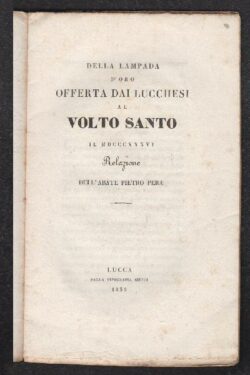 DELLA LAMPADA
D'ORO
OFFERTA DAI LUCCHESI
AL
VOLTO SANTO
IL MDCCCXXXVI
Relazione
DELL'ABATE PIETRO PERA
LUCCA
DALLA TIPOGRAFIA
1836